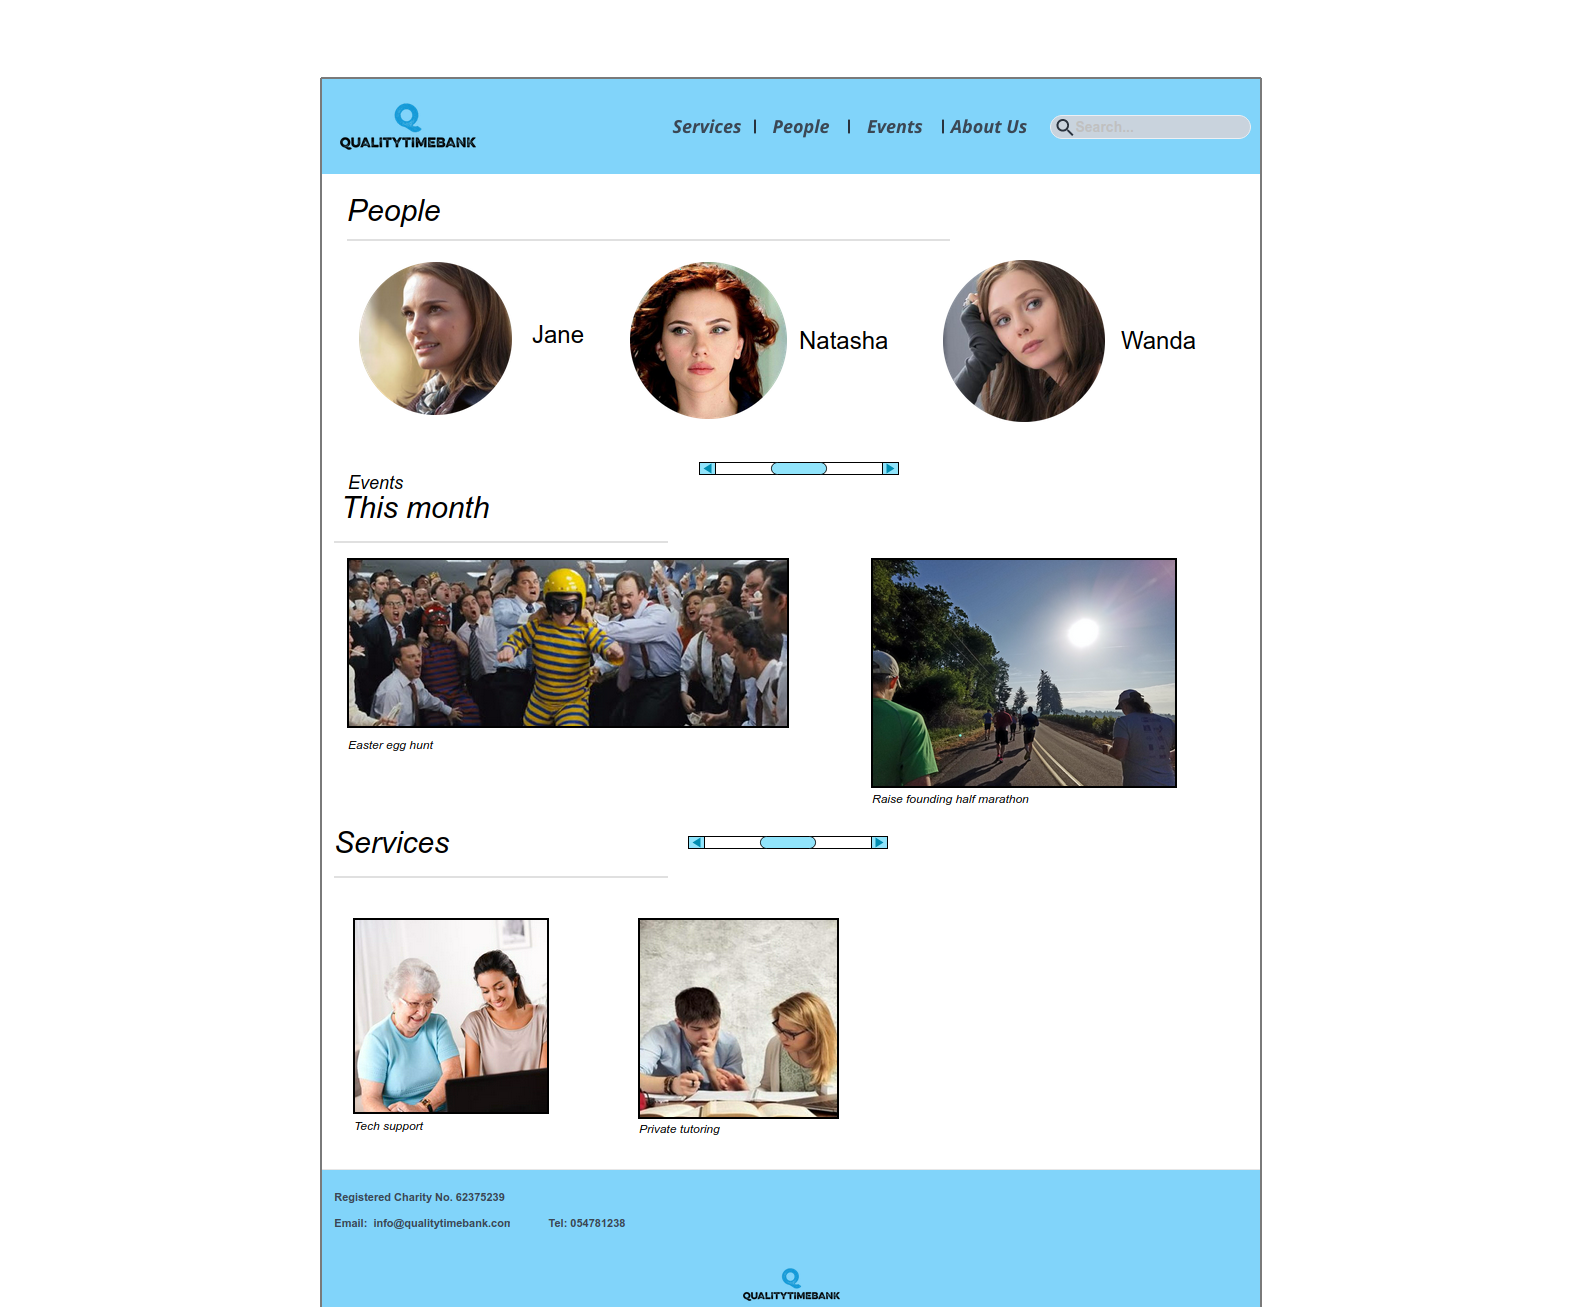 QUALITYTIMEBANK
Services | People | Events | About Us
Search...
People
Jane
Natasha
Wanda
Events
This month
Easter egg hunt
Raise founding half marathon
Services
Tech support
Private tutoring
Registered Charity No. 62375239
Email: info@qualitytimebank.con Tel: 054781238
QUALITYTIMEBANK